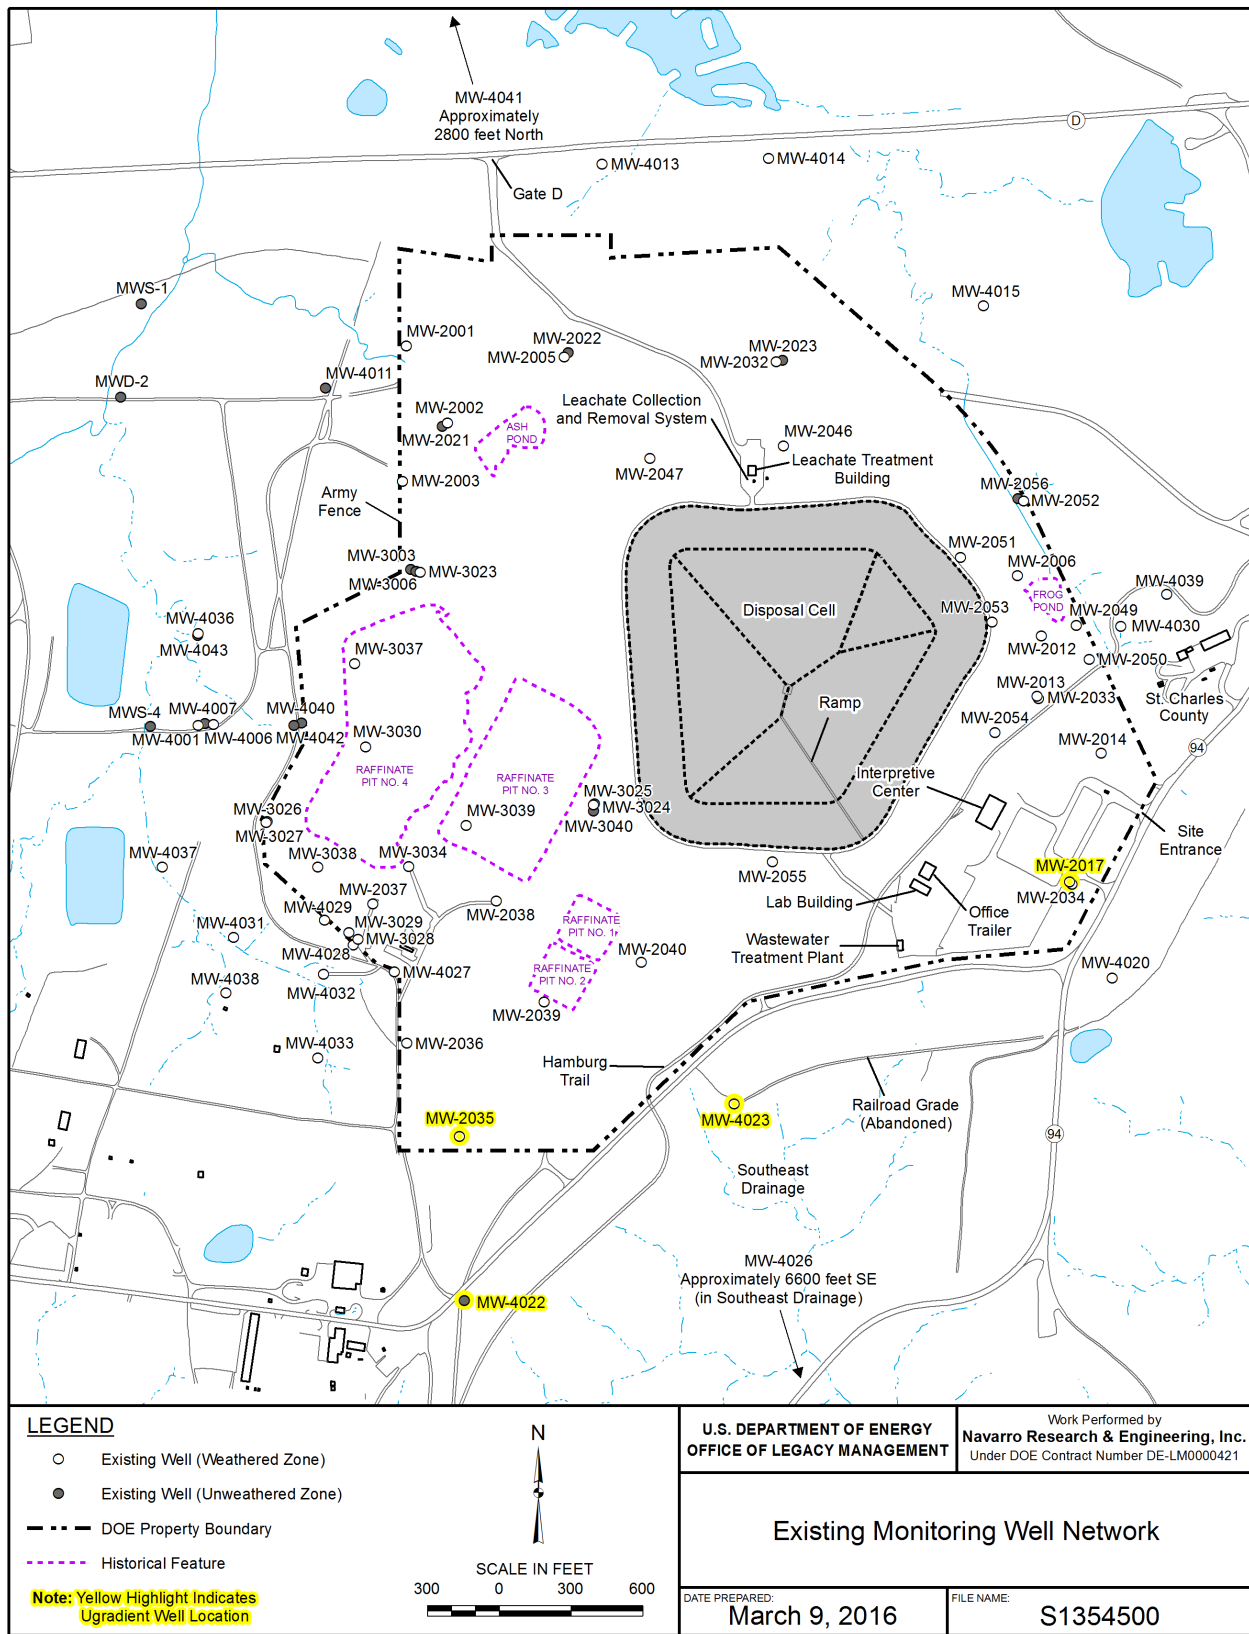 MW-4041
Approximately
2800 feet North
D
MW-4013
MW-4014
Gate D
MWS-1
MW-4015
MW-2001
MW-2022
MW-2005
MW-2023
MW-2032
MW-4011
MWD-2
Leachate Collection
and Removal System
MW-2002
MW-2021
ASH
POND
MW-2046
MW-2047
Leachate Treatment
Building
MW-2003
Army
Fence
MW-2056
MW-2052
MW-2051
MW-3003
MW-3023
MW-3006
MW-2006
MW-4039
FROG
POND
MW-2053
MW-2049
MW-4030
Disposal Cell
MW-4036
MW-4043
MW-2012
MW-2050
MW-3037
MW-2013
MW-2033
St. Charles
County
Ramp
MWS-4
MW-4007
MW-4040
MW-4001
MW-4006
MW-4042
MW-3030
MW-2054
MW-2014
94
RAFFINATE
PIT NO. 4
RAFFINATE
PIT NO. 3
Interpretive
Center
MW-3025
MW-3024
MW-3040
MW-3026
MW-3027
MW-3039
Site
Entrance
MW-4037
MW-3038
MW-3034
MW-2055
MW-2017
MW-2034
MW-2037
MW-2038
Lab Building
Office
Trailer
MW-4029
MW-3029
MW-3028
MW-4028
MW-4031
RAFFINATE
PIT NO. 1
Wastewater
Treatment Plant
MW-2040
MW-4027
MW-4032
MW-4038
RAFFINATE
PIT NO. 2
MW-4020
MW-2039
MW-4033
MW-2036
Hamburg
Trail
MW-2035
MW-4023
Railroad Grade
(Abandoned)
94
Southeast
Drainage
MW-4026
Approximately 6600 feet SE
(in Southeast Drainage)
MW-4022
LEGEND
Existing Well (Weathered Zone)
Existing Well (Unweathered Zone)
DOE Property Boundary
Historical Feature
Note: Yellow Highlight Indicates
Ugradient Well Location
N
SCALE IN FEET
300 0 300 600
U.S. DEPARTMENT OF ENERGY
OFFICE OF LEGACY MANAGEMENT
Work Performed by
Navarro Research & Engineering, Inc.
Under DOE Contract Number DE-LM0000421
Existing Monitoring Well Network
DATE PREPARED:
March 9, 2016
FILE NAME:
S1354500